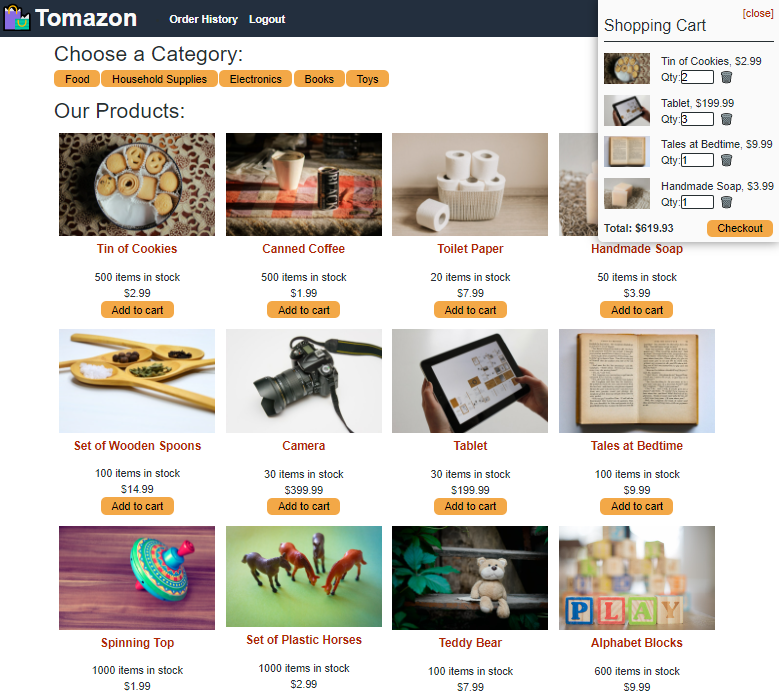 Tomazon
Order History Logout
[close]
Shopping Cart
Tin of Cookies, $2.99
Qty:2
Tablet, $199.99
Qty:3
Tales at Bedtime, $9.99
Qty:1
Handmade Soap, $3.99
Qty:1
Total: $619.93 Checkout
Choose a Category:
Food Household Supplies Electronics Books Toys
Our Products:
Tin of Cookies Canned Coffee Toilet Paper Handmade Soap
500 items in stock 500 items in stock 20 items in stock 50 items in stock
$2.99 $1.99 $7.99 $3.99
Add to cart Add to cart Add to cart Add to cart
Set of Wooden Spoons Camera Tablet Tales at Bedtime
100 items in stock 30 items in stock 30 items in stock 100 items in stock
$14.99 $399.99 $199.99 $9.99
Add to cart Add to cart Add to cart Add to cart
PLAY
Spinning Top Set of Plastic Horses Teddy Bear Alphabet Blocks
1000 items in stock 1000 items in stock 100 items in stock 600 items in stock
$1.99 $2.99 $7.99 $9.99